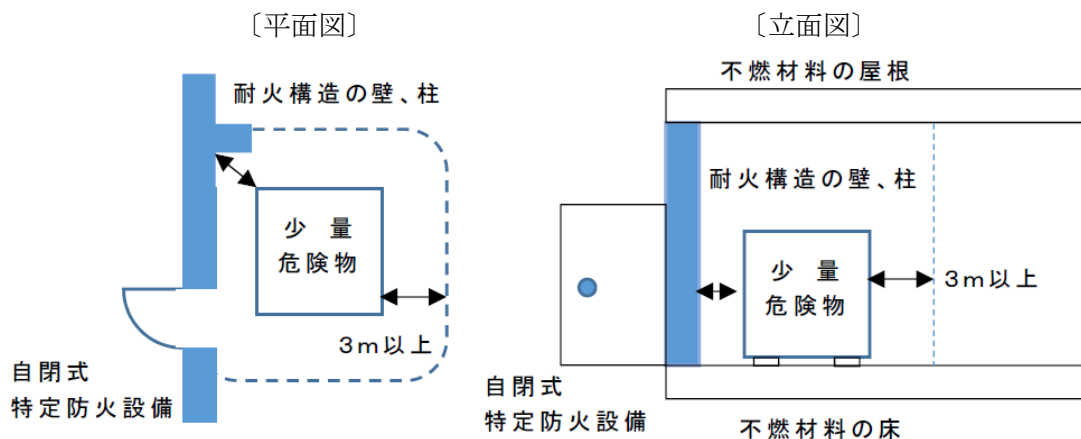 〔平面図〕
耐火構造の壁、柱
少 量
危険物
3m以上
自閉式
特定防火設備
〔立面図〕
不燃材料の屋根
耐火構造の壁、柱
少 量
危険物
3m以上
自閉式
特定防火設備
不燃材料の床